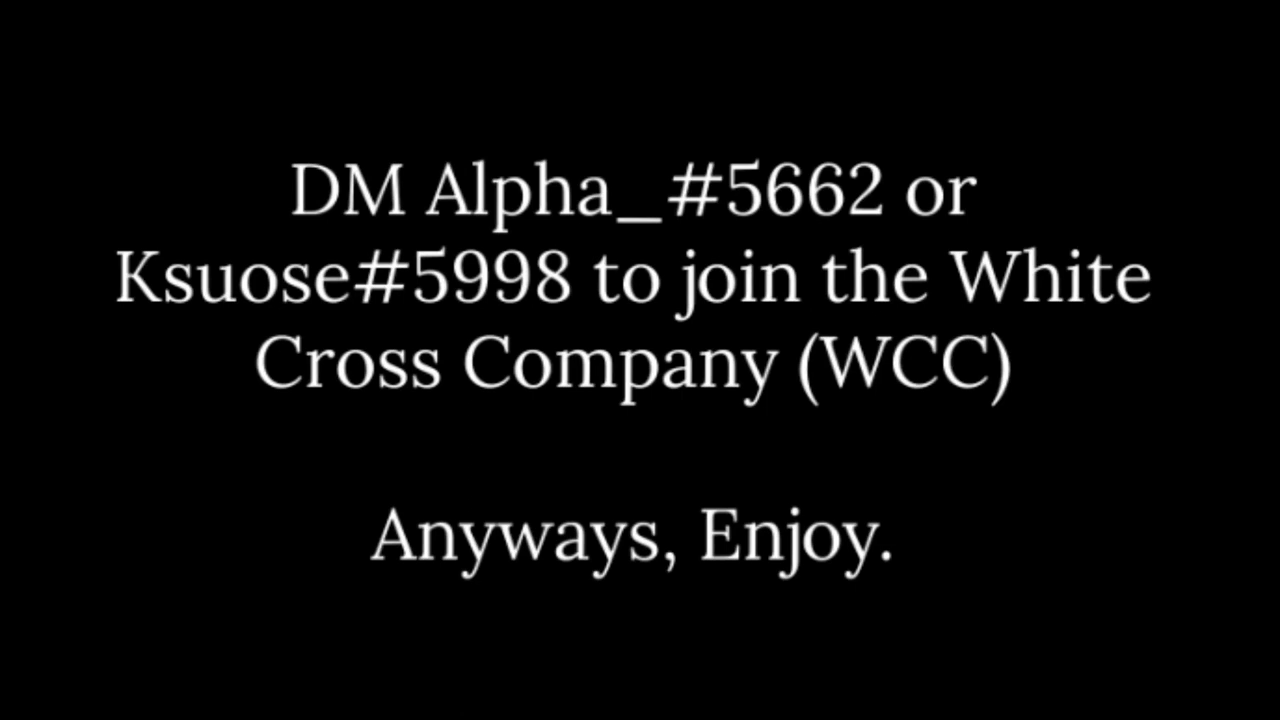 DM Alpha_#5662 or
Ksuose#5998 to join the White
Cross Company (WCC)
Anyways, Enjoy.